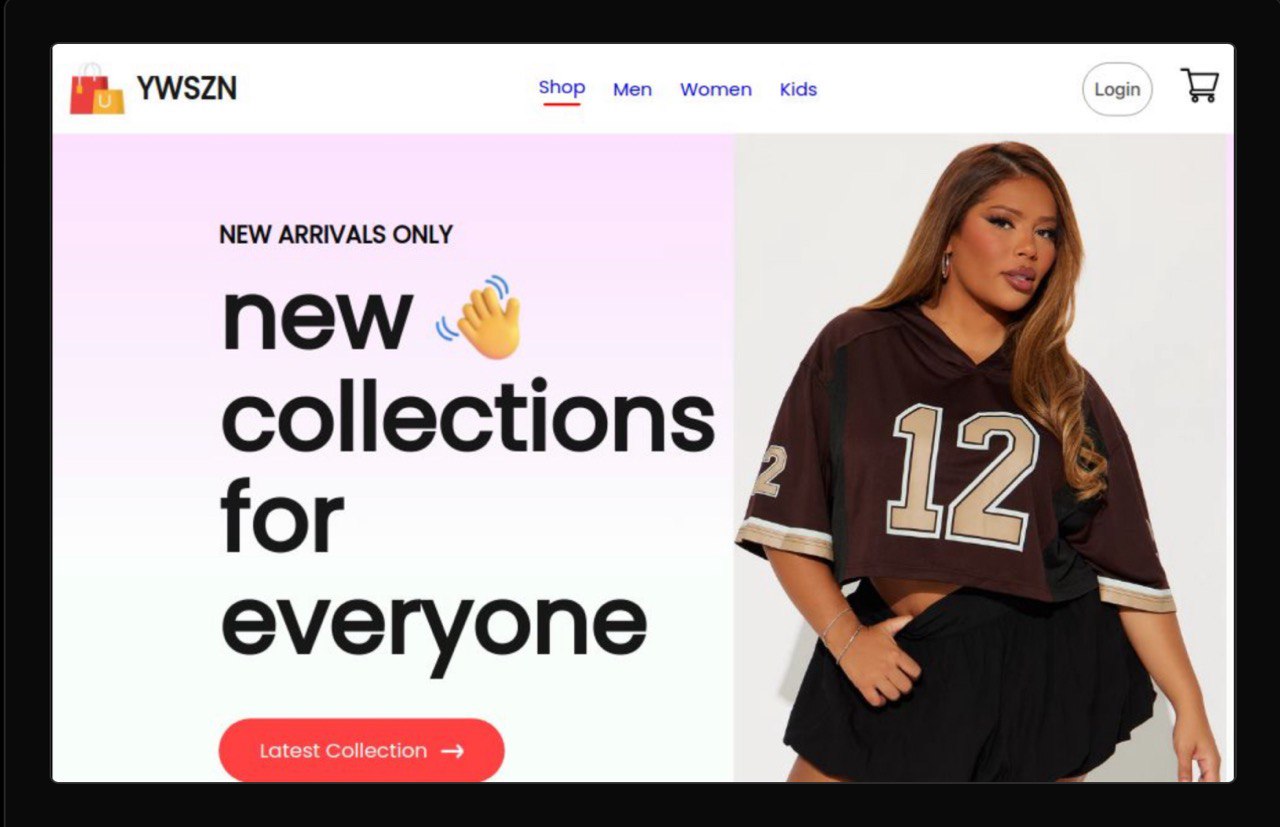 YWSZN
Shop Men Women Kids
Login
NEW ARRIVALS ONLY
new
collections
for
everyone
Latest Collection →
12
2